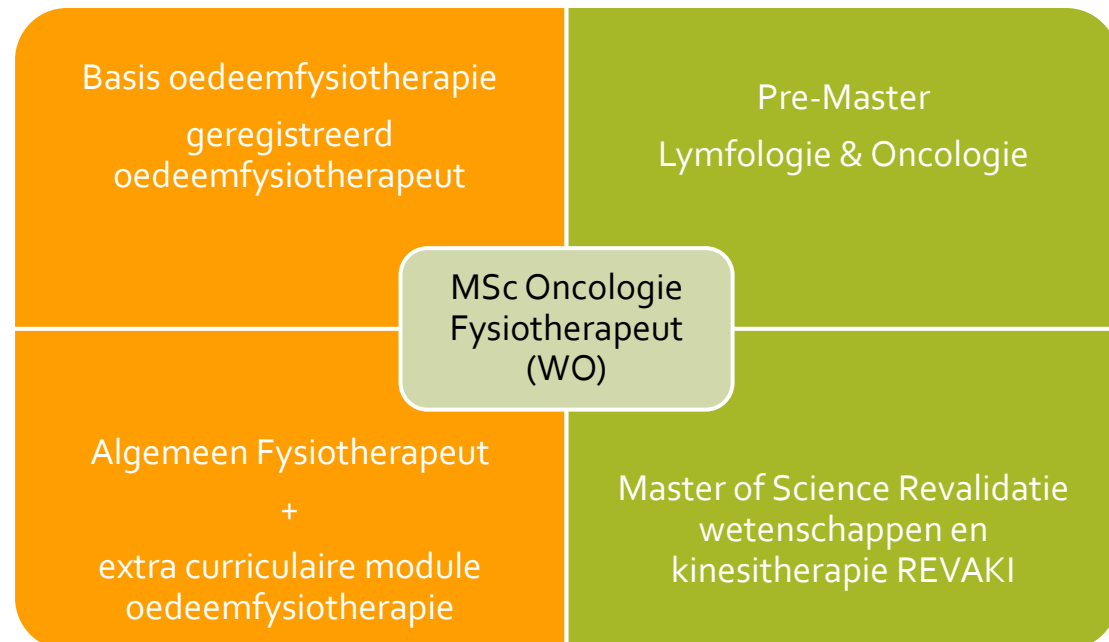 Basis oedeemfysiotherapie
geregistreerd
oedeemfysiotherapeut
Pre-Master
Lymfologie & Oncologie
MSc Oncologie
Fysiotherapeut
(WO)
Algemeen Fysiotherapeut
+
extra curriculaire module
oedeemfysiotherapie
Master of Science Revalidatie
wetenschappen en
kinesitherapie REVAKI